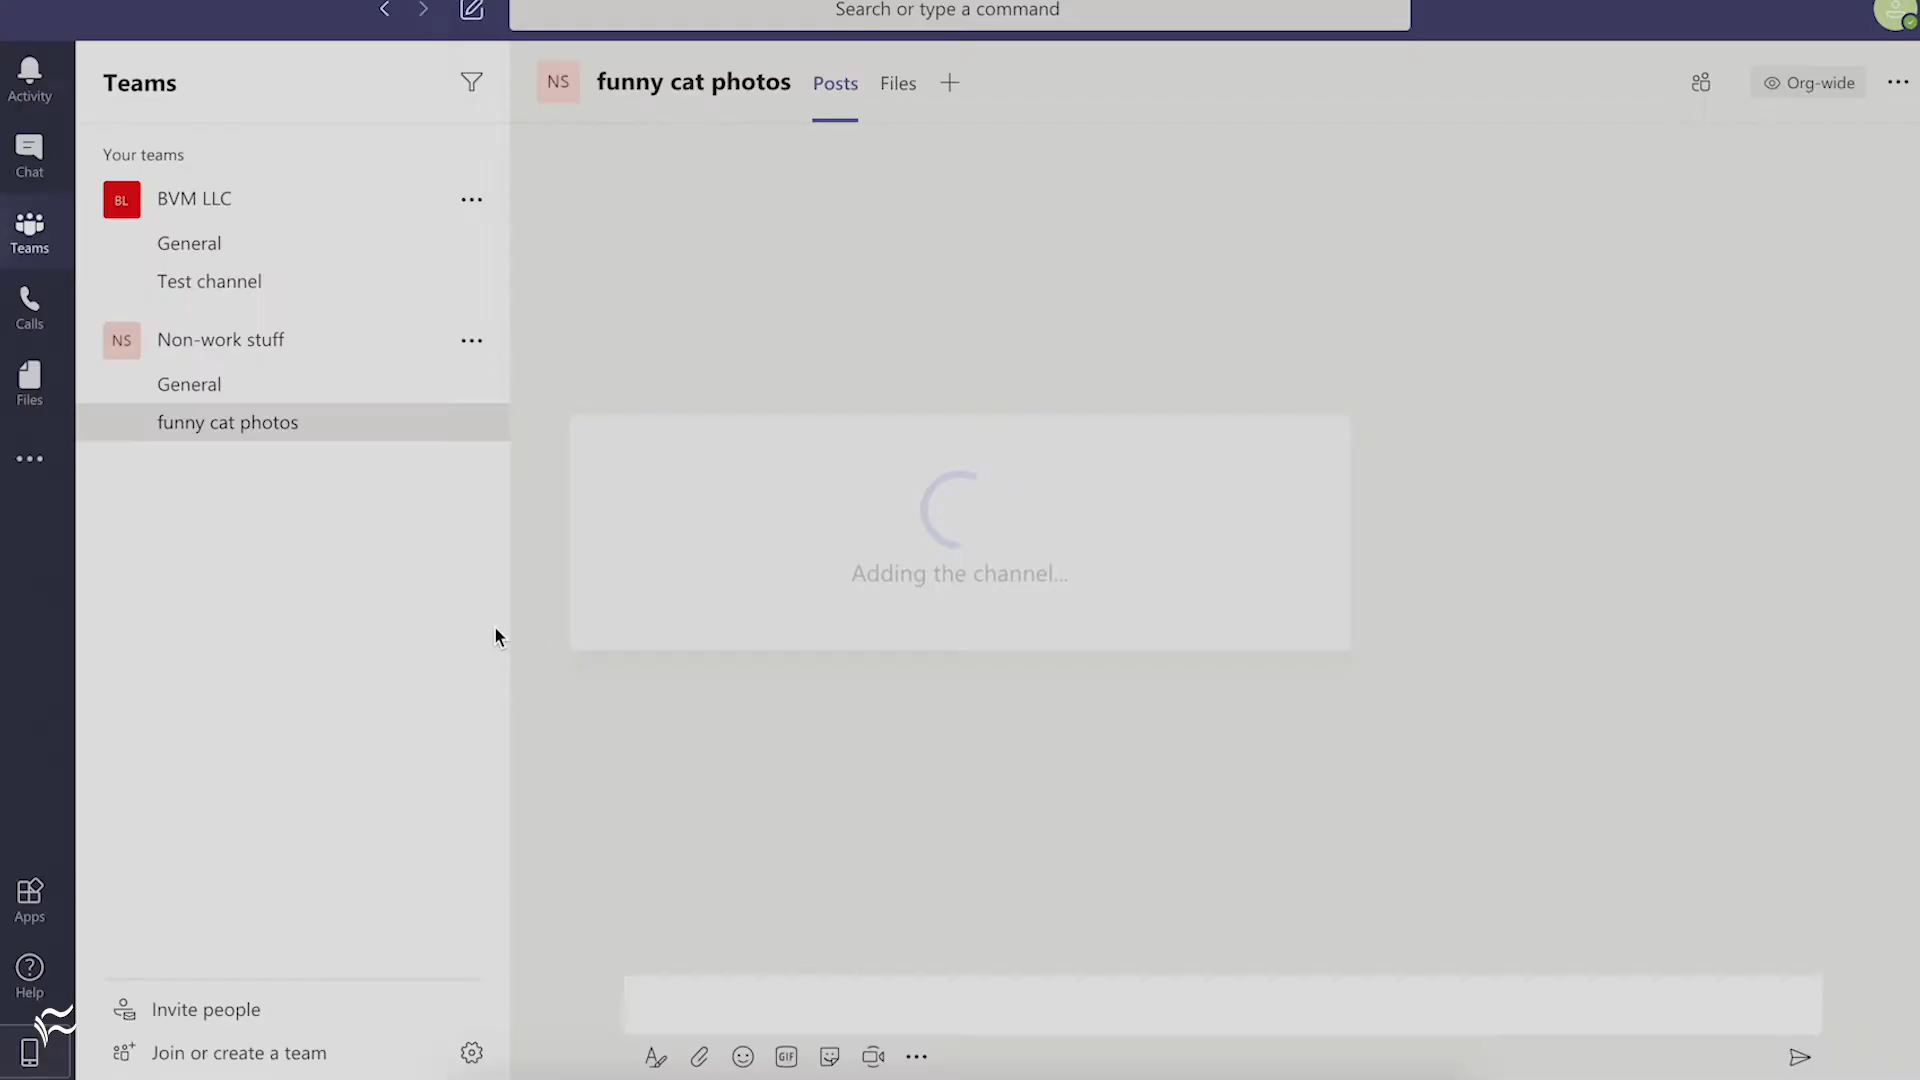 Search or type a command
Activity
Chat
Teams
Calls
Files
Apps
Help
Teams
Your teams
BL BVM LLC
General
Test channel
NS Non-work stuff
General
funny cat photos
Invite people
Join or create a team
NS funny cat photos Posts Files
Org-wide
Adding the channel...
GIF